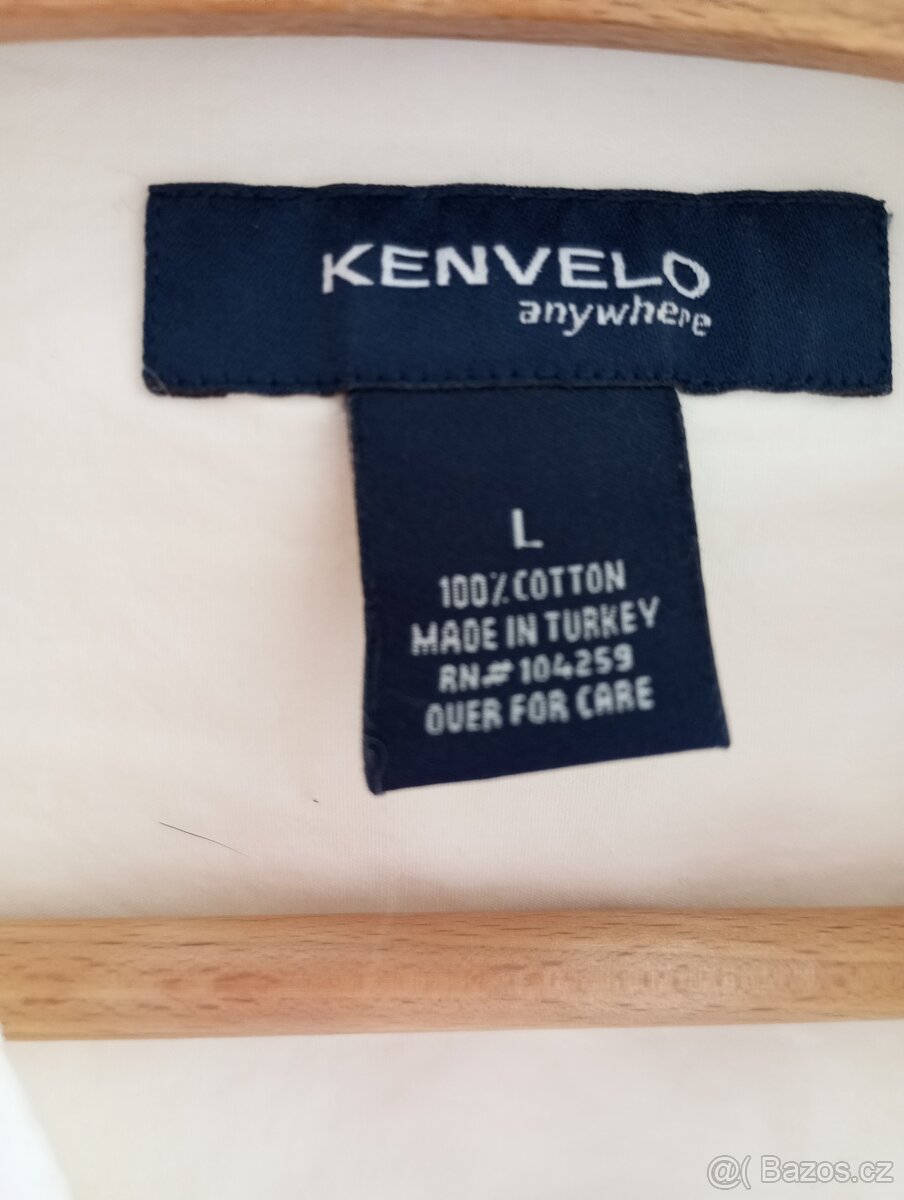 KENVELO
anywhere
L
100% COTTON
MADE IN TURKEY
RN# 104259
OVER FOR CARE
@( Bazos.cz